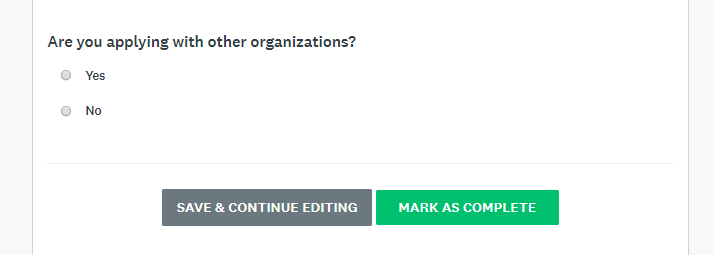 Are you applying with other organizations?
Yes
No
SAVE & CONTINUE EDITING
MARK AS COMPLETE